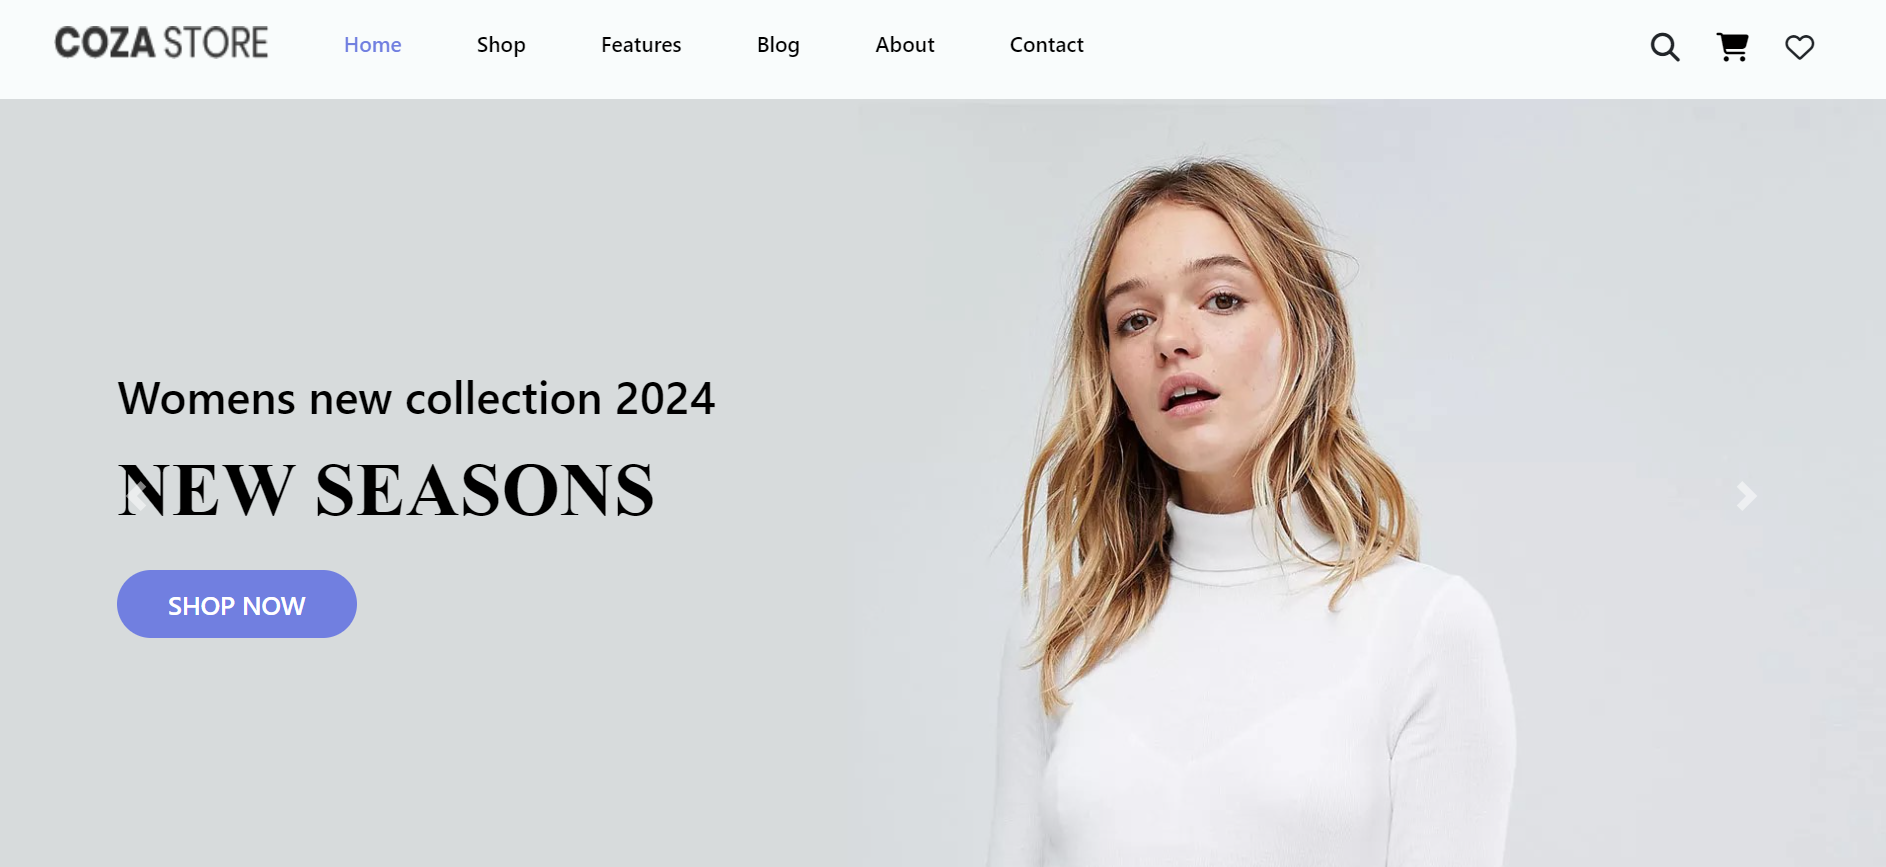 COZA STORE
Home Shop Features Blog About Contact
Womens new collection 2024
NEW SEASONS
SHOP NOW